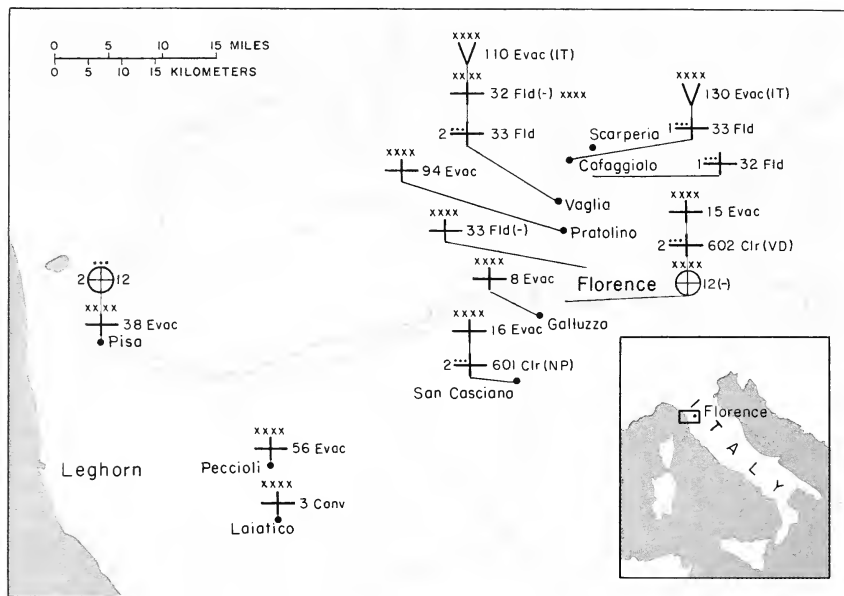 0 5 10 15 MILES
0 5 10 15 KILOMETERS
xxxx
110 Evac (IT)
xxxx
32 Fld (-) xxxx
2 ••• 33 Fld
xxxx
130 Evac (IT)
1 ••• 33 Fld
Scarperia
Cafaggiolo
1 ••• 32 Fld
xxxx
94 Evac
Vaglia
Pratolino
xxxx
15 Evac
xxxx
33 Fld (-)
2 ••• 602 Clr (VD)
xxxx
Florence
12 (-)
xxxx
8 Evac
Galluzza
••• 
2 12
xxxx
38 Evac
Pisa
xxxx
16 Evac
2 ••• 601 Clr (NP)
San Casciana
xxxx
56 Evac
Peccioli
Leghorn
xxxx
3 Conv
Laiatico
Florence
ITALY